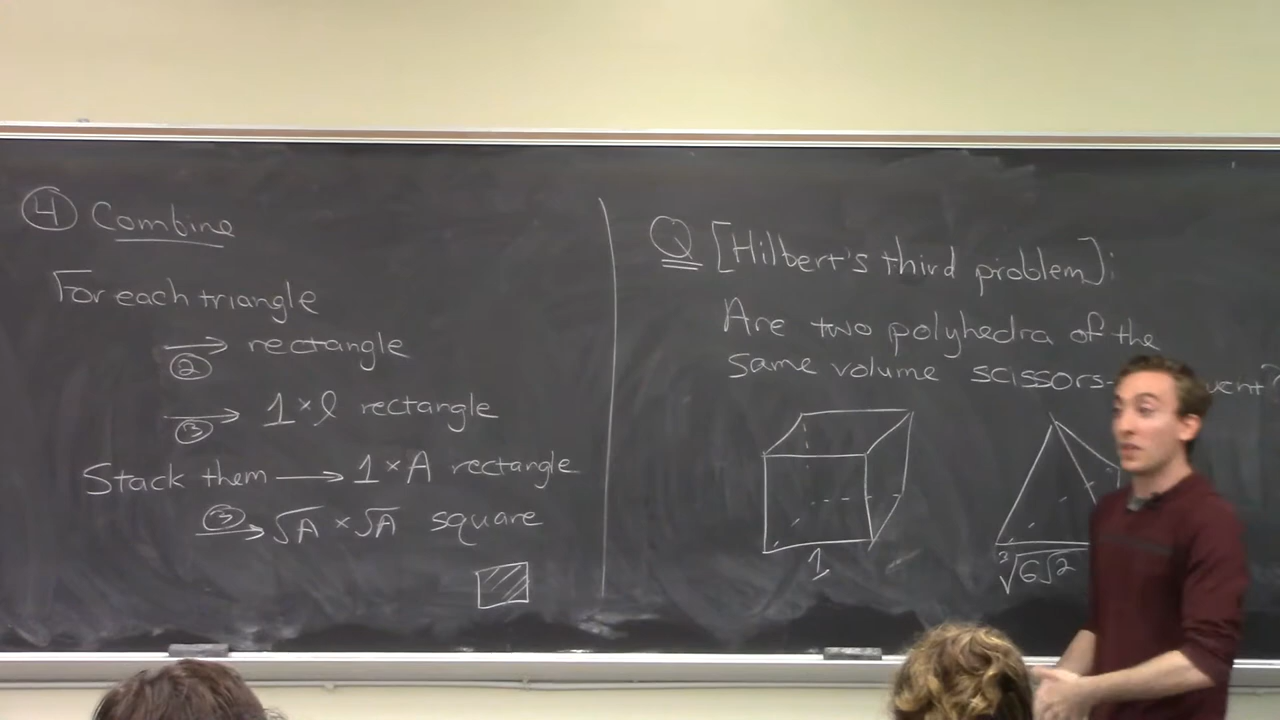 ④ Combine
For each triangle
② → rectangle
③ → 1 × ℓ rectangle
Stack them → 1 × A rectangle
③ → √A × √A square
Q [Hilbert's third problem]:
Are two polyhedra of the
same volume scissors-
1
∛6√2